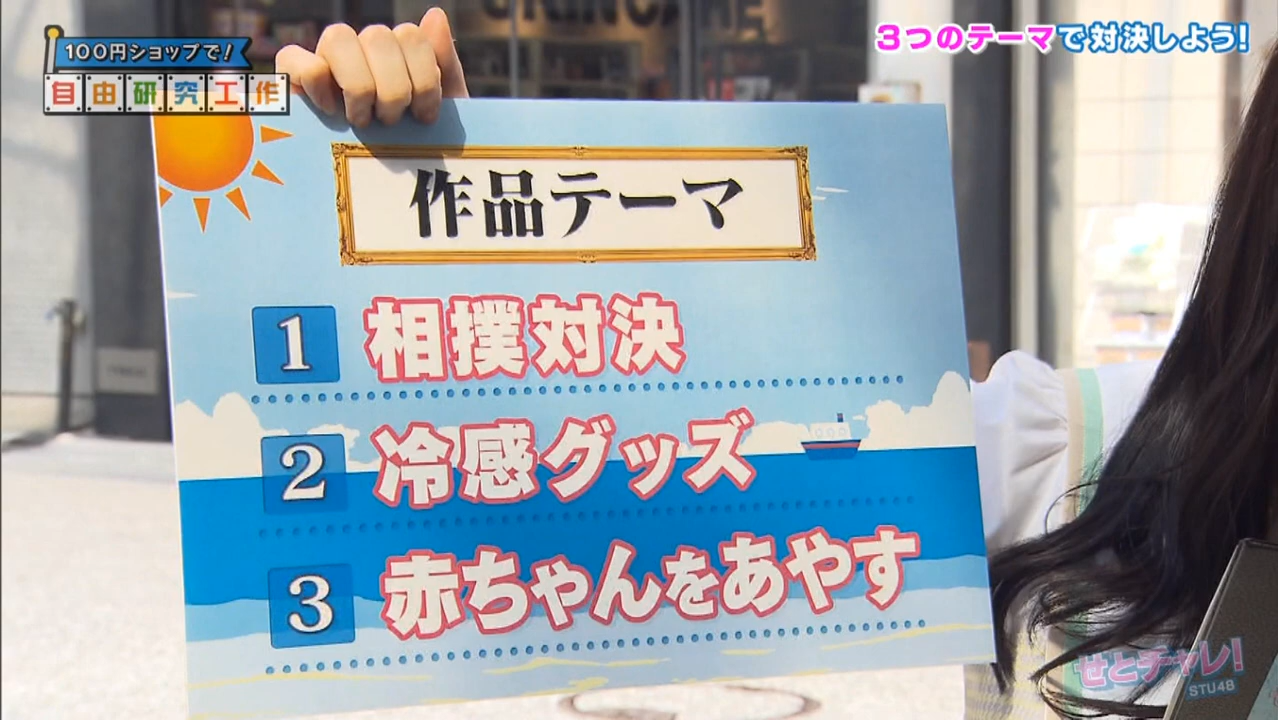 100円ショップで!
自由研究工作
3つのテーマで対決しよう!
作品テーマ
1 相撲対決
2 冷感グッズ
3 赤ちゃんをあやす
せとチャレ!
STU48